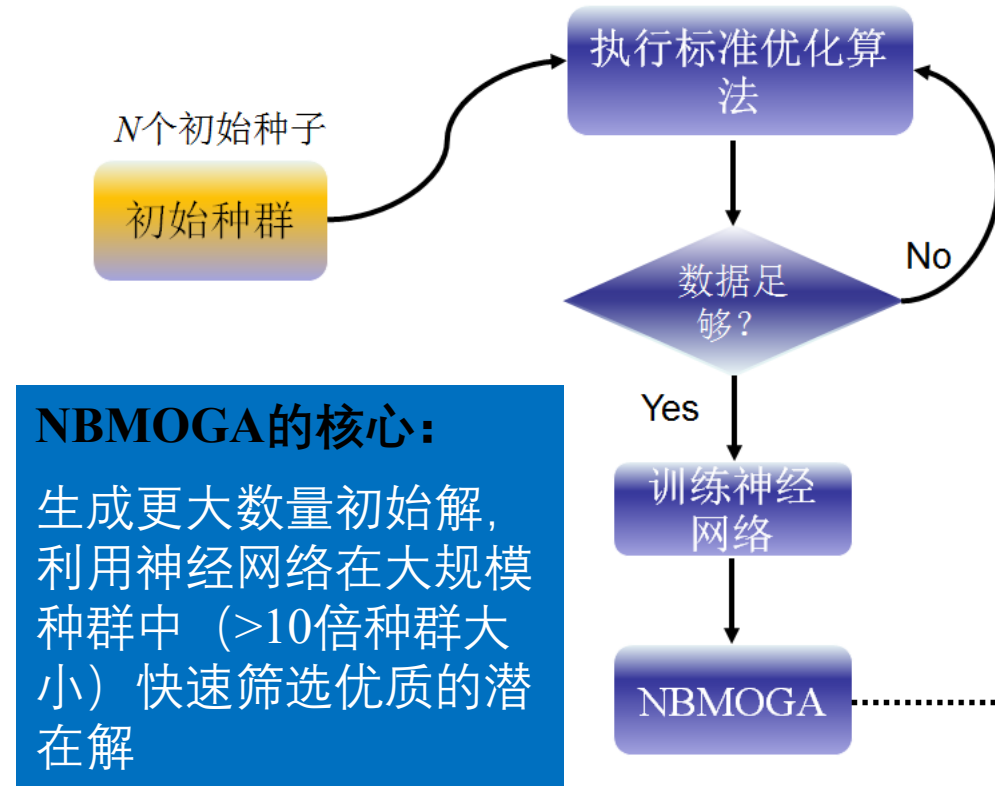 执行标准优化算
法
N个初始种子
初始种群
数据足
够?
No
Yes
训练神经
网络
NBMOGA
NBMOGA的核心：
生成更大数量初始解,
利用神经网络在大规模
种群中（>10倍种群大
小）快速筛选优质的潜
在解